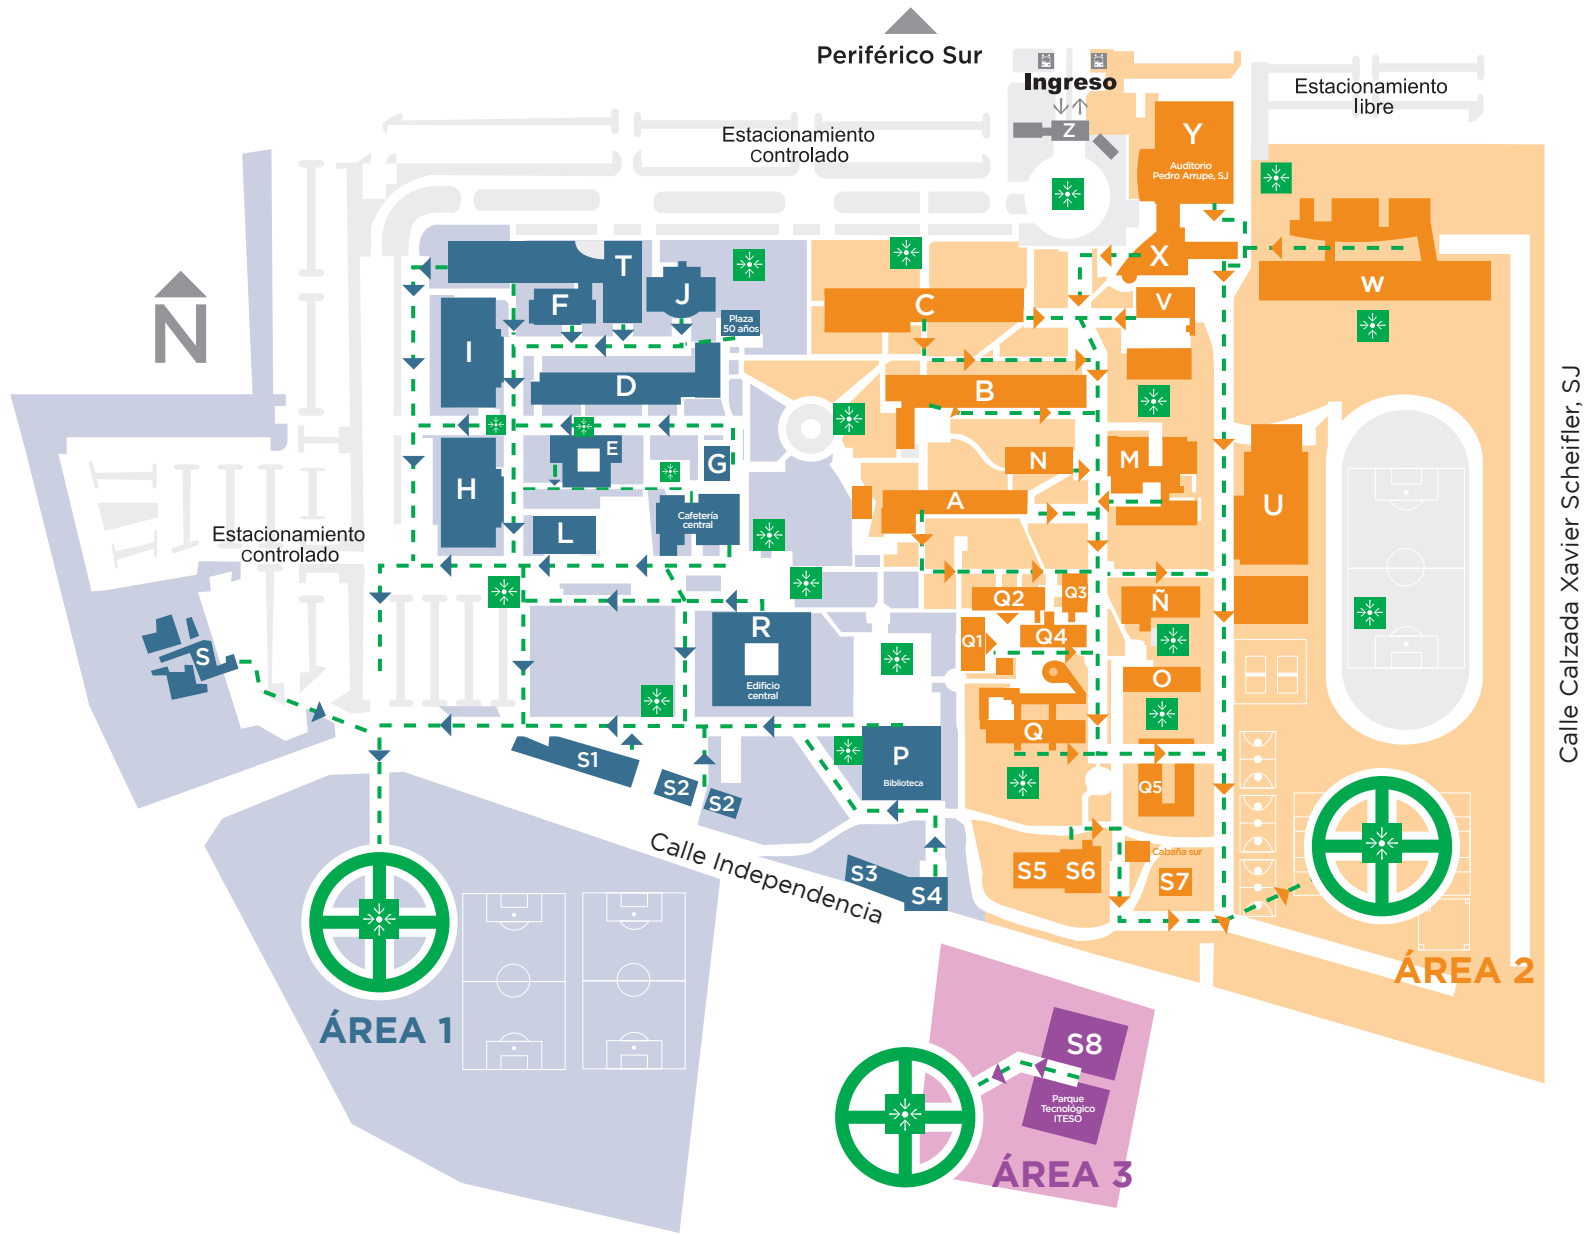 Periférico Sur
Ingreso
Estacionamiento
libre
Estacionamiento
controlado
Z
Y
Auditorio
Pedro Arrupe, SJ
X
W
T
F
J
Plaza
50 años
C
V
I
D
B
N
E
G
M
H
N
A
U
Cafetería
central
L
Estacionamiento
controlado
Calle Calzada Xavier Scheifler, SJ
Q2
Q3
Ñ
Q1
Q4
R
Edificio
central
S
O
Q
P
Biblioteca
S1
S2
S2
Q5
Calle Independencia
S3
S4
S5
S6
Cabaña sur
S7
ÁREA 1
ÁREA 2
S8
Parque
Tecnológico
ITESO
ÁREA 3